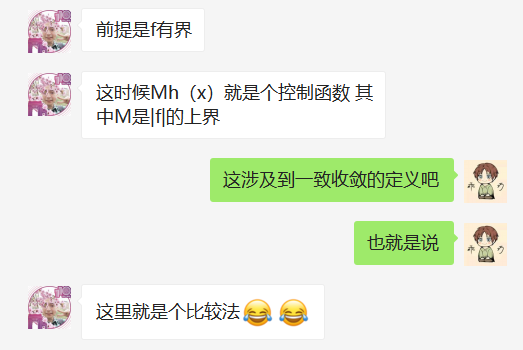 前提是f有界
这时候Mh（x）就是个控制函数 其
中M是|f|的上界
这涉及到一致收敛的定义吧
也就是说
这里就是个比较法😂😂